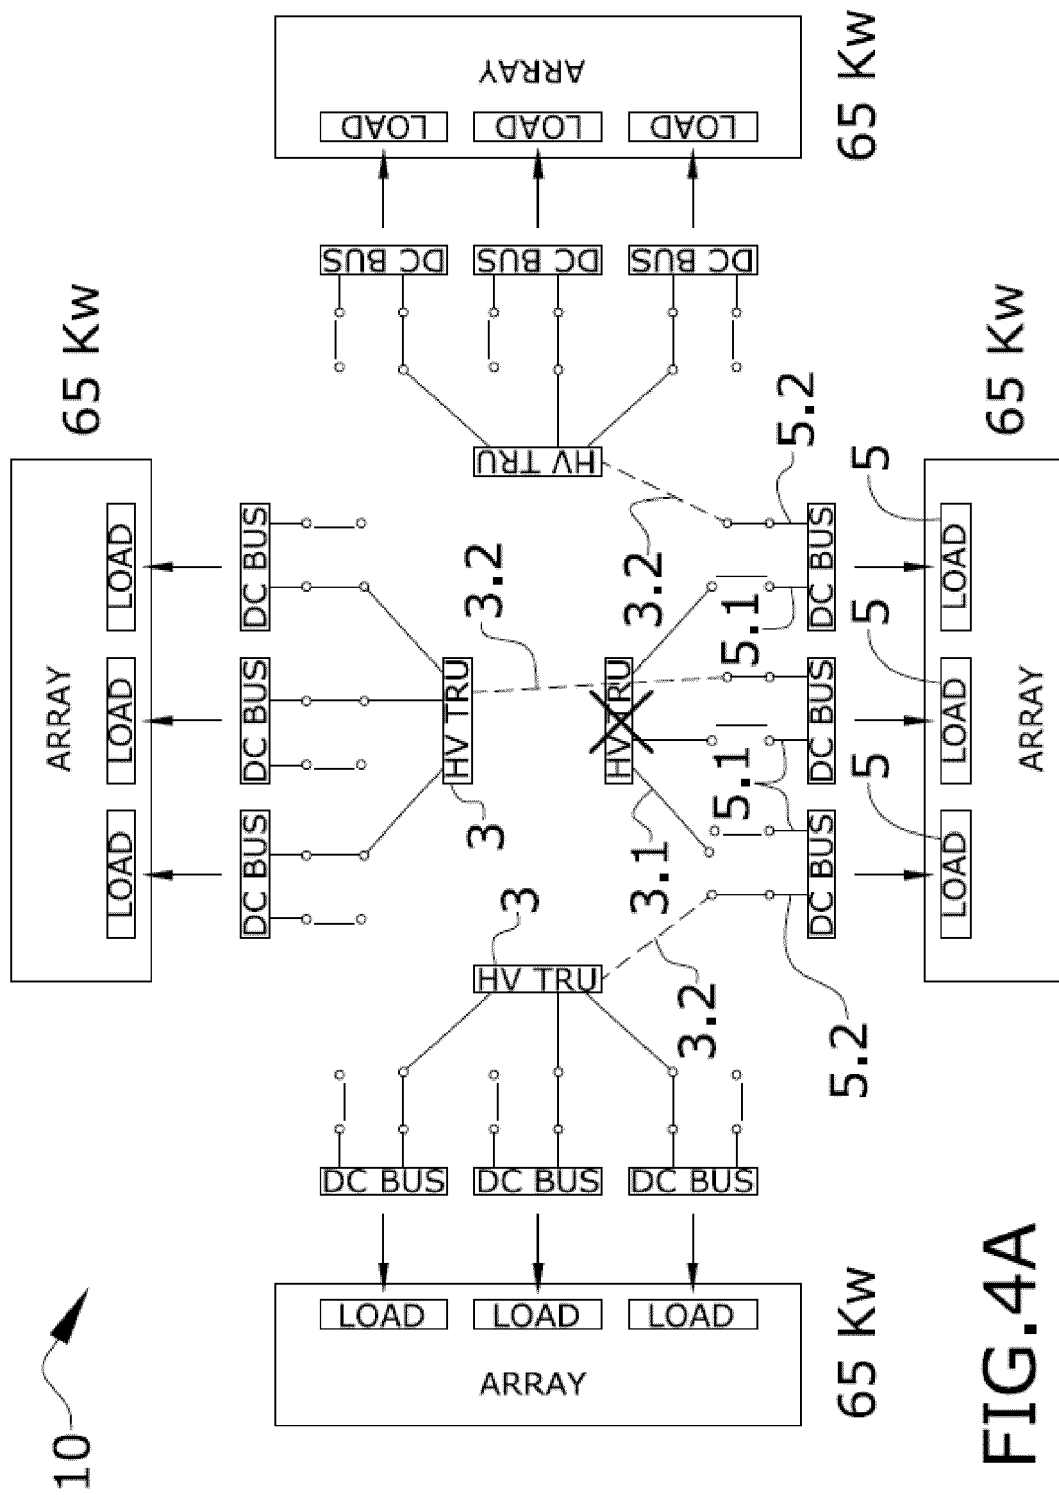 10
FIG.4A
ARRAY
LOAD
LOAD
LOAD
65 Kw
DC BUS
DC BUS
DC BUS
HV TRU
3
3.2
ARRAY
LOAD
LOAD
LOAD
65 Kw
DC BUS
DC BUS
DC BUS
HV TRU
3
3.2
ARRAY
LOAD
LOAD
LOAD
65 Kw
DC BUS
DC BUS
DC BUS
HV TRU
3.2
HV TRU
3.1
5.1
5.1
5.2
5.2
DC BUS
DC BUS
DC BUS
5
5
5
LOAD
LOAD
LOAD
ARRAY
65 Kw